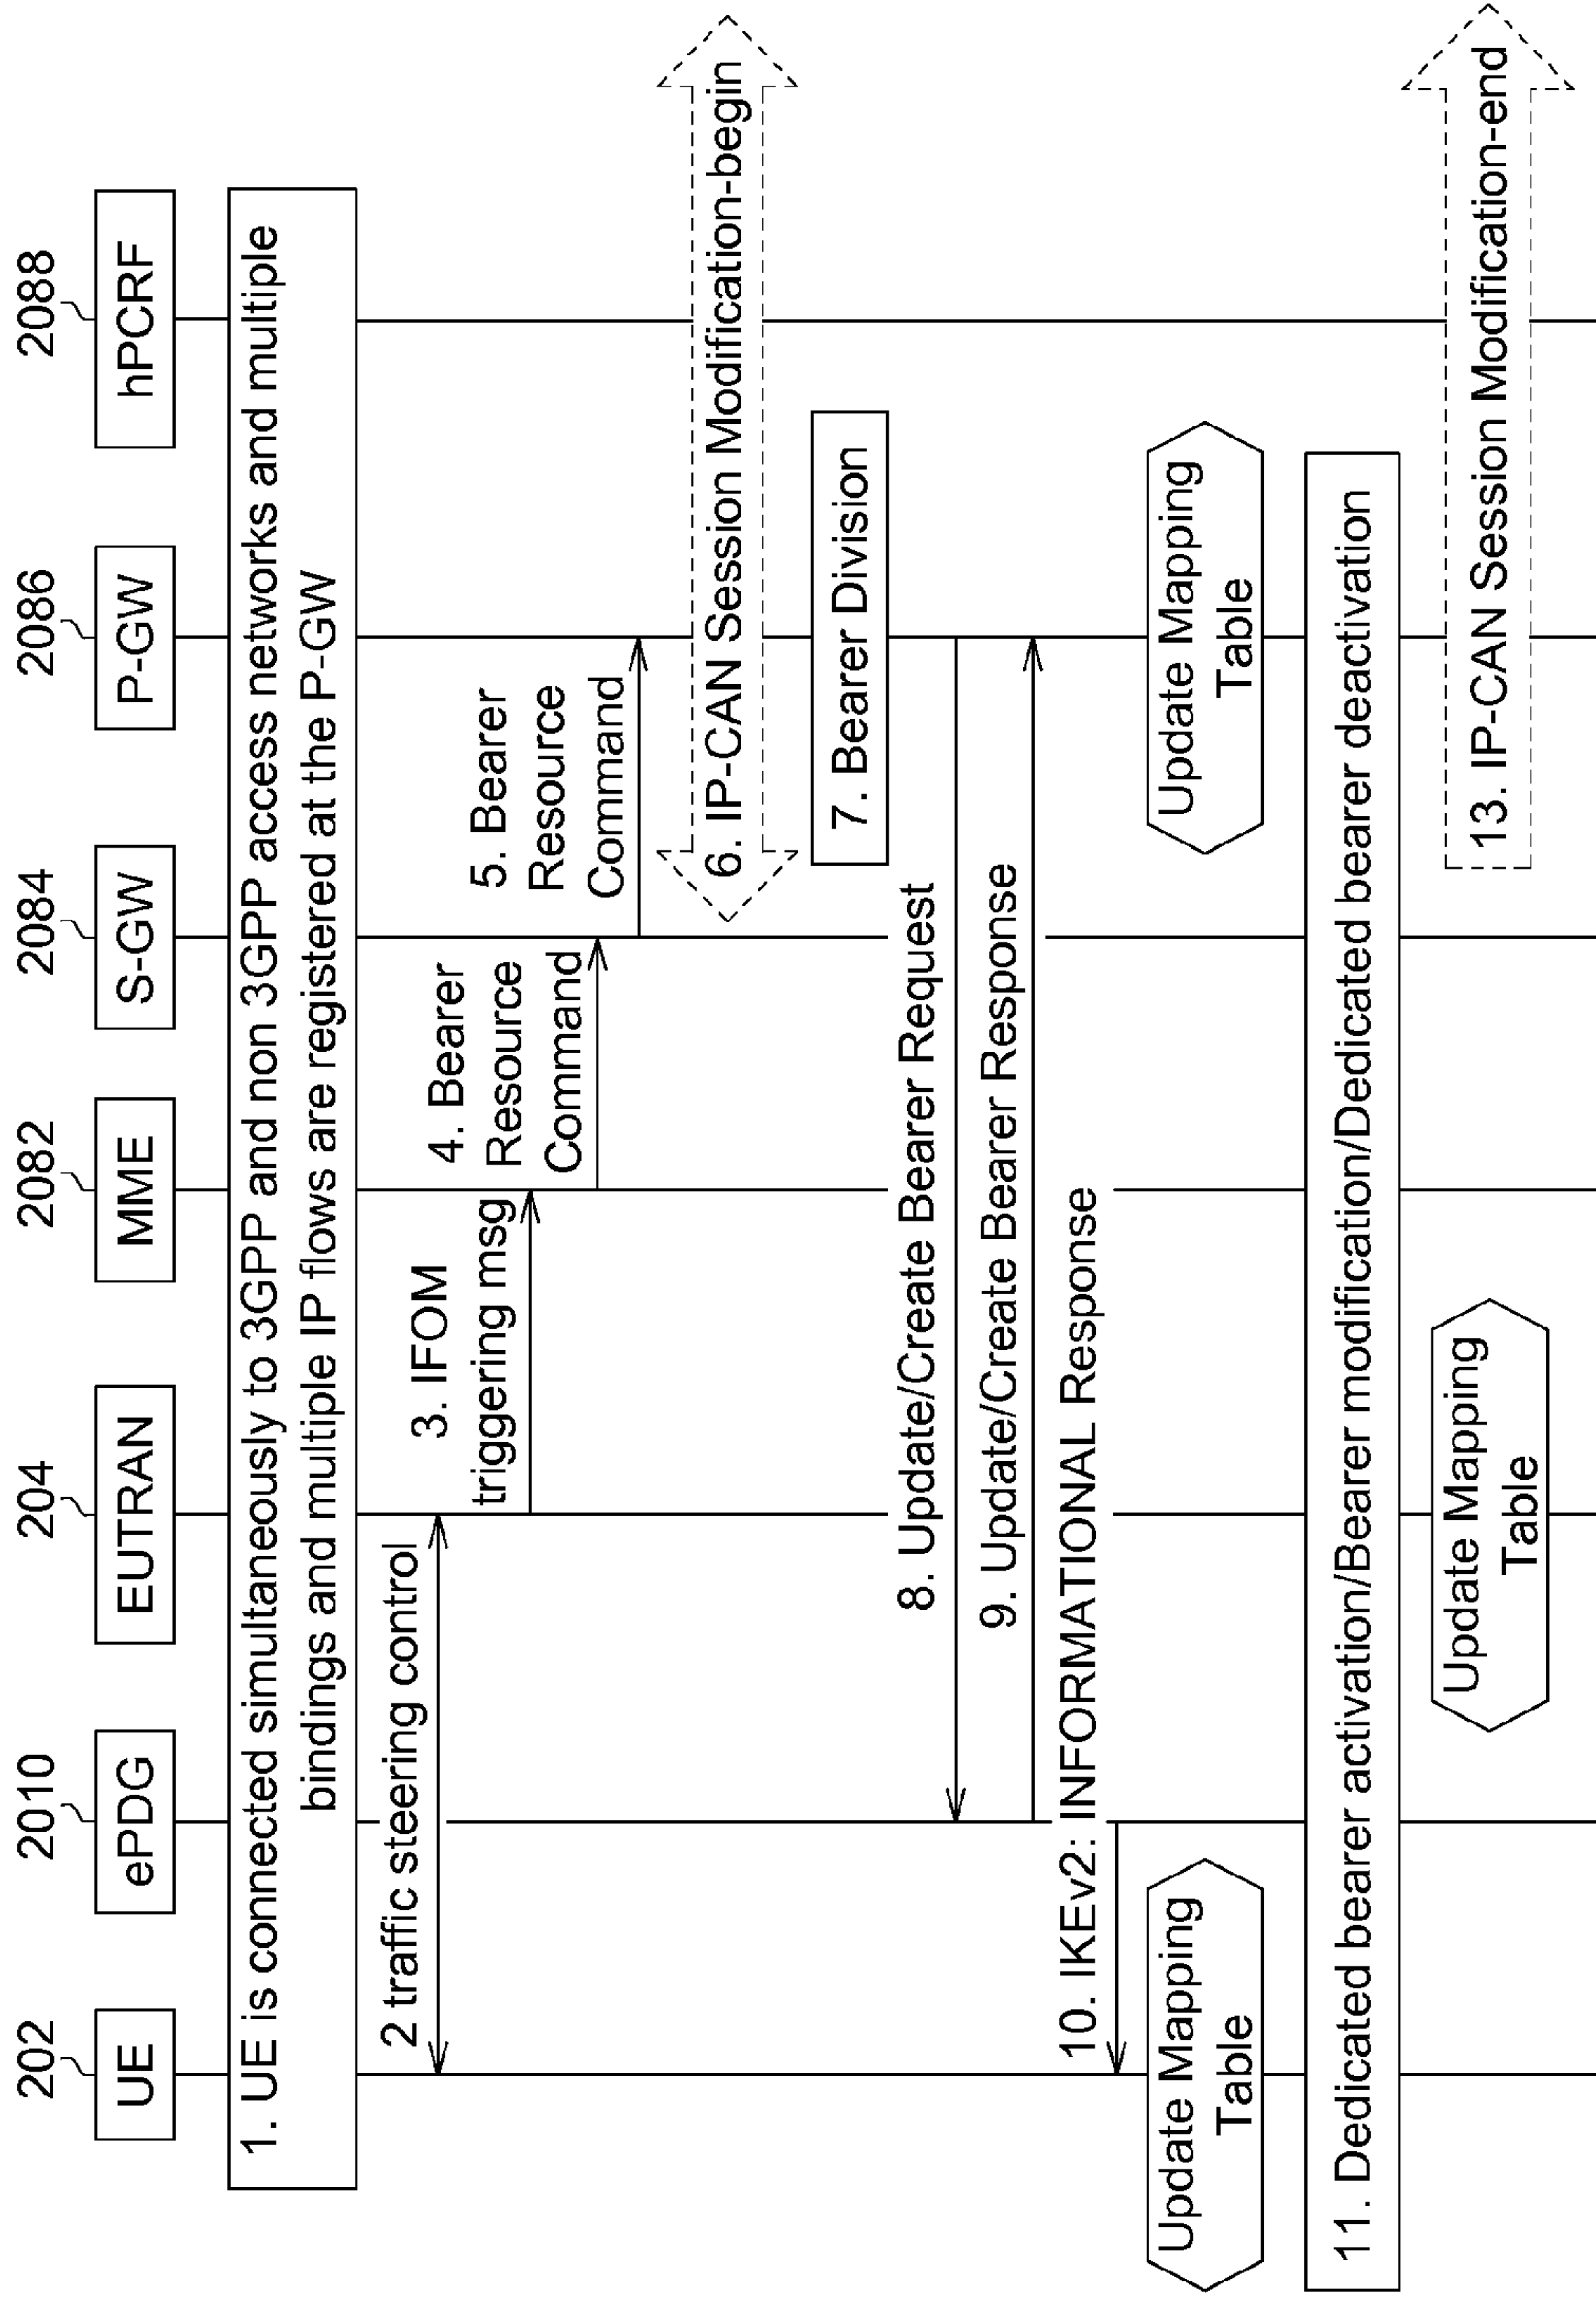 202
2010
204
2082
2084
2086
2088
UE
ePDG
EUTRAN
MME
S-GW
P-GW
hPCRF
1. UE is connected simultaneously to 3GPP and non 3GPP access networks and multiple
bindings and multiple IP flows are registered at the P-GW
2 traffic steering control
3. IFOM
triggering msg
4. Bearer
Resource
Command
5. Bearer
Resource
Command
6. IP-CAN Session Modification-begin
7. Bearer Division
8. Update/Create Bearer Request
9. Update/Create Bearer Response
10. IKEv2: INFORMATIONAL Response
Update Mapping
Table
Update Mapping
Table
11. Dedicated bearer activation/Bearer modification/Dedicated bearer deactivation
Update Mapping
Table
13. IP-CAN Session Modification-end